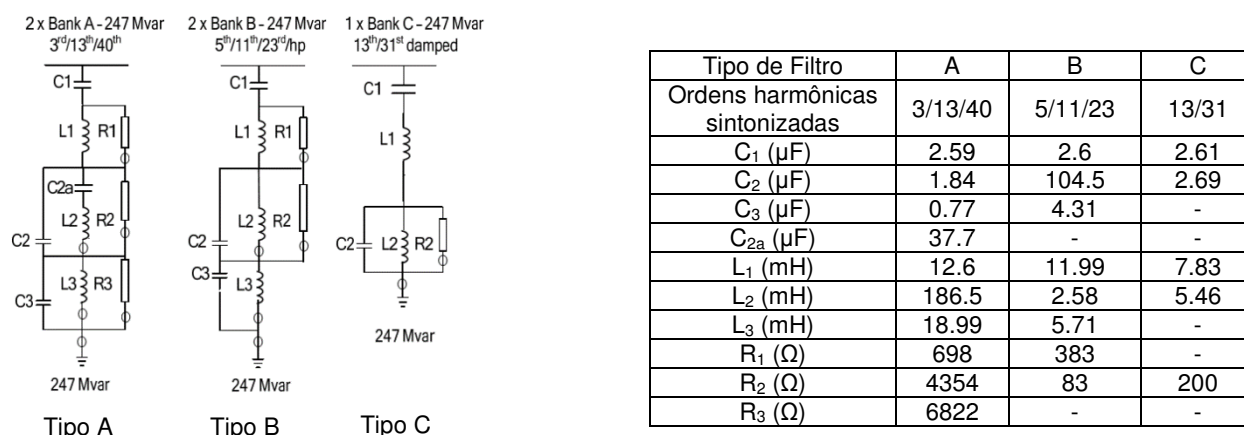 2 x Bank A - 247 Mvar
3rd/13th/40th
C1
L1 R1
C2a
L2 R2
C2
L3 R3
C3
247 Mvar
Tipo A
2 x Bank B - 247 Mvar
5th/11th/23rd/hp
C1
L1 R1
L2 R2
C2
C3
L3
247 Mvar
Tipo B
1 x Bank C - 247 Mvar
13th/31st damped
C1
L1
C2 L2 R2
247 Mvar
Tipo C
Tipo de Filtro A B C
Ordens harmônicas
sintonizadas 3/13/40 5/11/23 13/31
C1 (µF) 2.59 2.6 2.61
C2 (µF) 1.84 104.5 2.69
C3 (µF) 0.77 4.31 -
C2a (µF) 37.7 - -
L1 (mH) 12.6 11.99 7.83
L2 (mH) 186.5 2.58 5.46
L3 (mH) 18.99 5.71 -
R1 (Ω) 698 383 -
R2 (Ω) 4354 83 200
R3 (Ω) 6822 - -